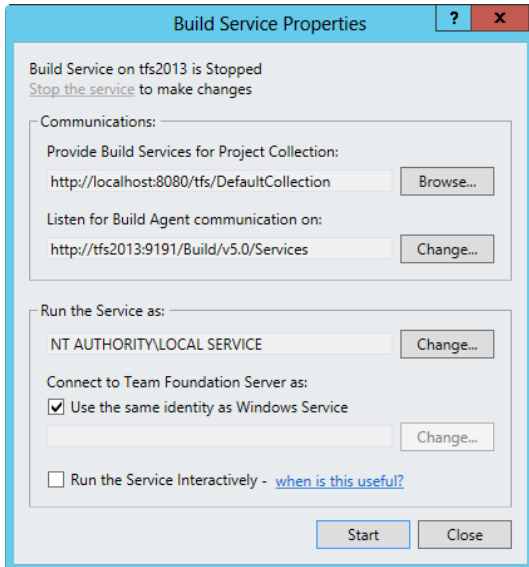 Build Service Properties
? x
Build Service on tfs2013 is Stopped
Stop the service to make changes
Communications:
Provide Build Services for Project Collection:
http://localhost:8080/tfs/DefaultCollection Browse...
Listen for Build Agent communication on:
http://tfs2013:9191/Build/v5.0/Services Change...
Run the Service as:
NT AUTHORITY\LOCAL SERVICE Change...
Connect to Team Foundation Server as:
Use the same identity as Windows Service
Change...
Run the Service Interactively - when is this useful?
Start Close